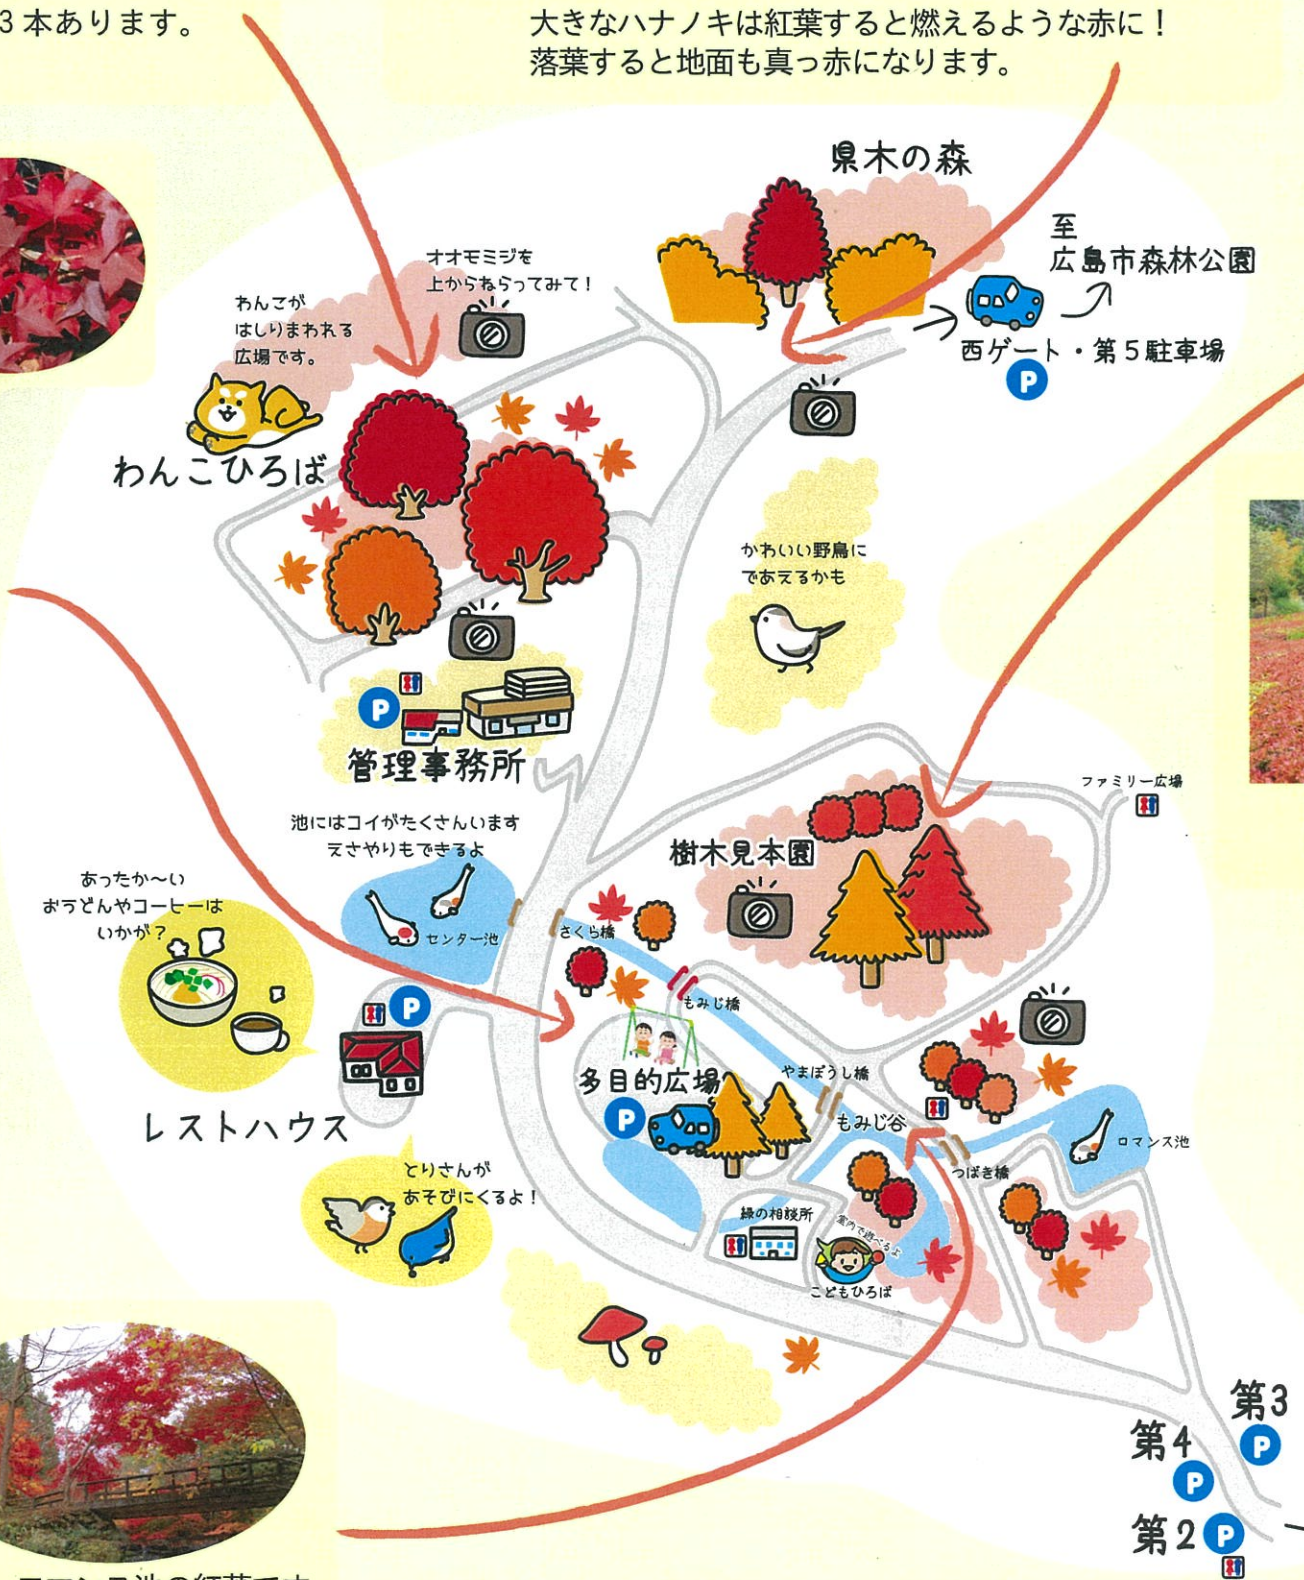 3本あります。
大きなハナノキは紅葉すると燃えるような赤に！
落葉すると地面も真っ赤になります。
県木の森
至
広島市森林公園
西ゲート・第5駐車場
P
オオモミジを
上からねらってみて！
わんこが
はしりまわれる
広場です。
わんこひろば
かわいい野鳥に
であえるかも
P
管理事務所
ファミリー広場
樹木見本園
池にはコイがたくさんいます
えさやりもできるよ
センター池
さくら橋
もみじ橋
あったか～い
おうどんやコーヒーは
いかが？
P
レストハウス
多目的広場
P
やまぼうし橋
もみじ谷
ロマンス池
つばき橋
とりさんが
あそびにくるよ！
緑の相談所
室内で遊べるよ
こどもひろば
第3
P
第4
P
第2
P